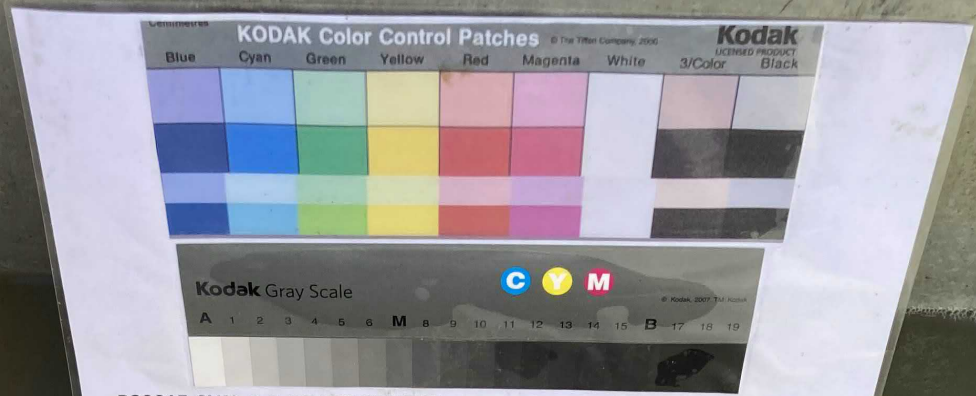 Centimetres
KODAK Color Control Patches © The Tiffen Company, 2000 Kodak
LICENSED PRODUCT
Blue Cyan Green Yellow Red Magenta White 3/Color Black
C Y M
Kodak Gray Scale
© Kodak, 2007, TM: Kodak
A 1 2 3 4 5 6 M 8 9 10 11 12 13 14 15 B 17 18 19